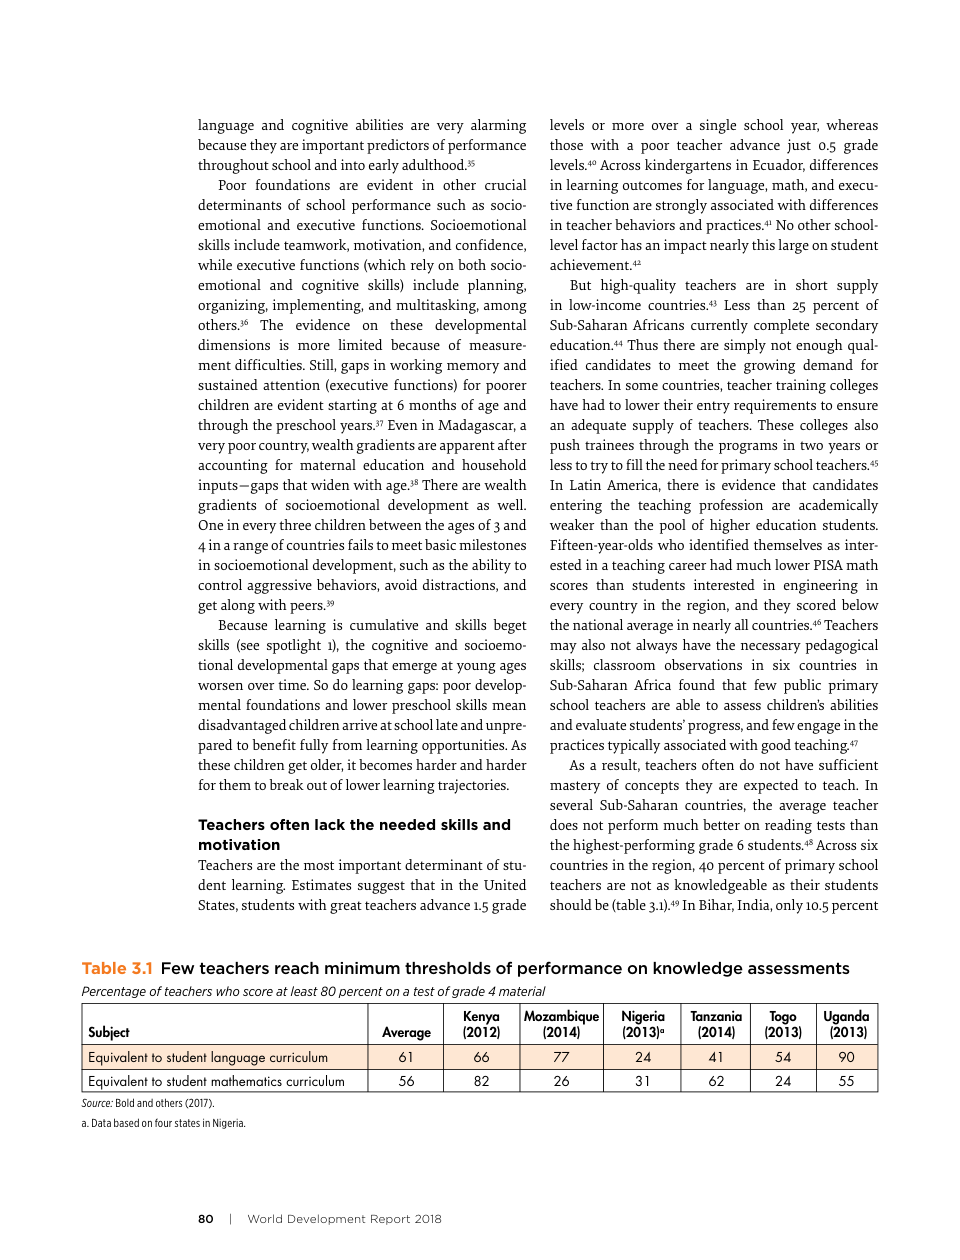 language and cognitive abilities are very alarming
because they are important predictors of performance
throughout school and into early adulthood.³⁵
Poor foundations are evident in other crucial
determinants of school performance such as socio-
emotional and executive functions. Socioemotional
skills include teamwork, motivation, and confidence,
while executive functions (which rely on both socio-
emotional and cognitive skills) include planning,
organizing, implementing, and multitasking, among
others.³⁶ The evidence on these developmental
dimensions is more limited because of measure-
ment difficulties. Still, gaps in working memory and
sustained attention (executive functions) for poorer
children are evident starting at 6 months of age and
through the preschool years.³⁷ Even in Madagascar, a
very poor country, wealth gradients are apparent after
accounting for maternal education and household
inputs—gaps that widen with age.³⁸ There are wealth
gradients of socioemotional development as well.
One in every three children between the ages of 3 and
4 in a range of countries fails to meet basic milestones
in socioemotional development, such as the ability to
control aggressive behaviors, avoid distractions, and
get along with peers.³⁹
Because learning is cumulative and skills beget
skills (see spotlight 1), the cognitive and socioemo-
tional developmental gaps that emerge at young ages
worsen over time. So do learning gaps: poor develop-
mental foundations and lower preschool skills mean
disadvantaged children arrive at school late and unpre-
pared to benefit fully from learning opportunities. As
these children get older, it becomes harder and harder
for them to break out of lower learning trajectories.
Teachers often lack the needed skills and
motivation
Teachers are the most important determinant of stu-
dent learning. Estimates suggest that in the United
States, students with great teachers advance 1.5 grade
levels or more over a single school year, whereas
those with a poor teacher advance just 0.5 grade
levels.⁴⁰ Across kindergartens in Ecuador, differences
in learning outcomes for language, math, and execu-
tive function are strongly associated with differences
in teacher behaviors and practices.⁴¹ No other school-
level factor has an impact nearly this large on student
achievement.⁴²
But high-quality teachers are in short supply
in low-income countries.⁴³ Less than 25 percent of
Sub-Saharan Africans currently complete secondary
education.⁴⁴ Thus there are simply not enough qual-
ified candidates to meet the growing demand for
teachers. In some countries, teacher training colleges
have had to lower their entry requirements to ensure
an adequate supply of teachers. These colleges also
push trainees through the programs in two years or
less to try to fill the need for primary school teachers.⁴⁵
In Latin America, there is evidence that candidates
entering the teaching profession are academically
weaker than the pool of higher education students.
Fifteen-year-olds who identified themselves as inter-
ested in a teaching career had much lower PISA math
scores than students interested in engineering in
every country in the region, and they scored below
the national average in nearly all countries.⁴⁶ Teachers
may also not always have the necessary pedagogical
skills; classroom observations in six countries in
Sub-Saharan Africa found that few public primary
school teachers are able to assess children's abilities
and evaluate students' progress, and few engage in the
practices typically associated with good teaching.⁴⁷
As a result, teachers often do not have sufficient
mastery of concepts they are expected to teach. In
several Sub-Saharan countries, the average teacher
does not perform much better on reading tests than
the highest-performing grade 6 students.⁴⁸ Across six
countries in the region, 40 percent of primary school
teachers are not as knowledgeable as their students
should be (table 3.1).⁴⁹ In Bihar, India, only 10.5 percent
Table 3.1 Few teachers reach minimum thresholds of performance on knowledge assessments
Percentage of teachers who score at least 80 percent on a test of grade 4 material
Subject Average Kenya (2012) Mozambique (2014) Nigeria (2013)ᵃ Tanzania (2014) Togo (2013) Uganda (2013)
Equivalent to student language curriculum 61 66 77 24 41 54 90
Equivalent to student mathematics curriculum 56 82 26 31 62 24 55
Source: Bold and others (2017).
a. Data based on four states in Nigeria.
80 | World Development Report 2018